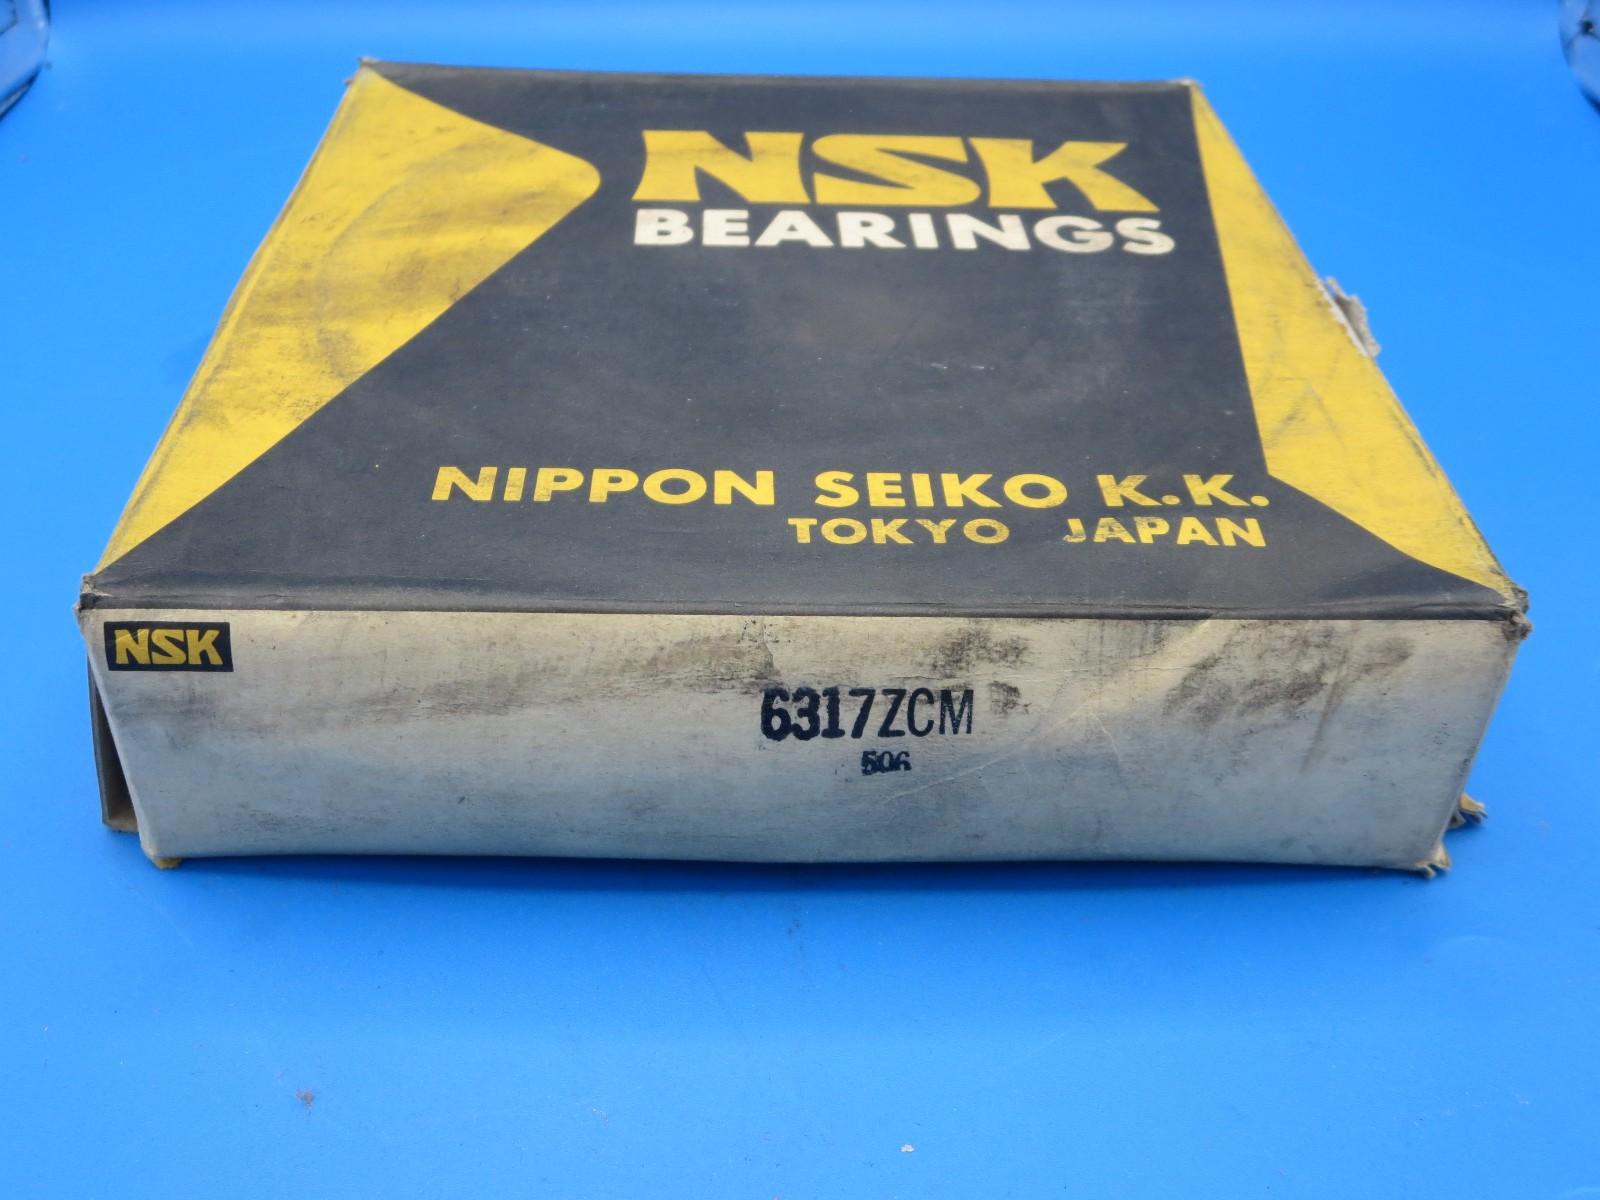 NSK
BEARINGS
NIPPON SEIKO K.K.
TOKYO JAPAN
NSK
6317ZCM
506